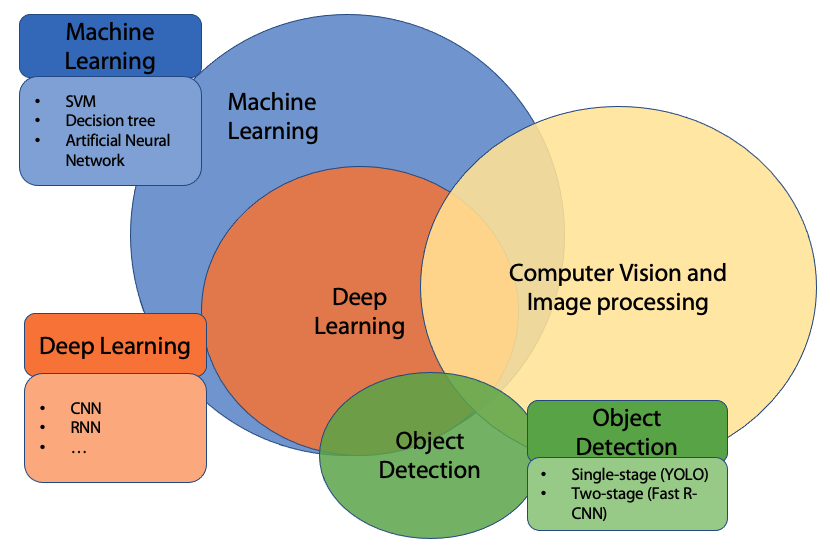 Machine
Learning
• SVM
• Decision tree
• Artificial Neural
Network
Machine
Learning
Computer Vision and
Image processing
Deep
Learning
Deep Learning
• CNN
• RNN
• …
Object
Detection
Object
Detection
• Single-stage (YOLO)
• Two-stage (Fast R-
CNN)